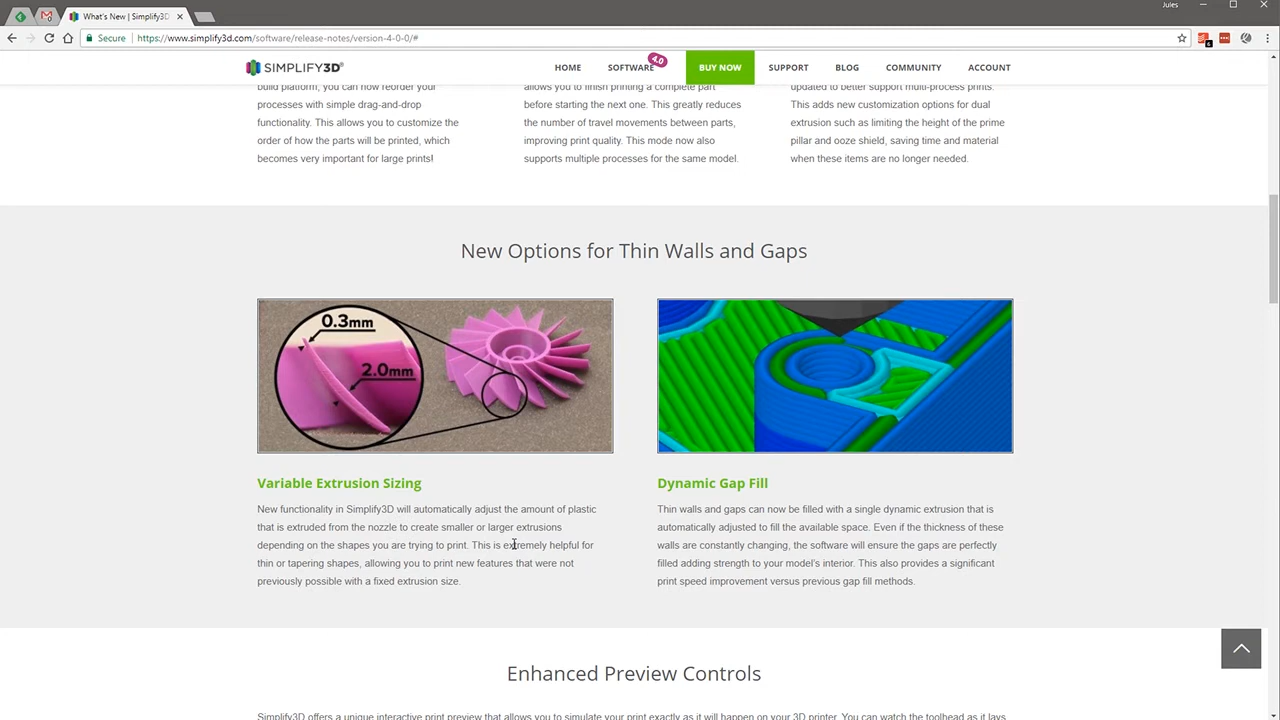 Jules
What's New | Simplify3D
Secure
https://www.simplify3d.com/software/release-notes/version-4-0-0/#
SIMPLIFY3D®
HOME
SOFTWARE
4.0
BUY NOW
SUPPORT
BLOG
COMMUNITY
ACCOUNT
build platform, you can now reorder your
processes with simple drag-and-drop
functionality. This allows you to customize the
order of how the parts will be printed, which
becomes very important for large prints!
allows you to finish printing a complete part
before starting the next one. This greatly reduces
the number of travel movements between parts,
improving print quality. This mode now also
supports multiple processes for the same model.
updated to better support multi-process prints.
This adds new customization options for dual
extrusion such as limiting the height of the prime
pillar and ooze shield, saving time and material
when these items are no longer needed.
New Options for Thin Walls and Gaps
0.3mm
2.0mm
Variable Extrusion Sizing
New functionality in Simplify3D will automatically adjust the amount of plastic
that is extruded from the nozzle to create smaller or larger extrusions
depending on the shapes you are trying to print. This is extremely helpful for
thin or tapering shapes, allowing you to print new features that were not
previously possible with a fixed extrusion size.
Dynamic Gap Fill
Thin walls and gaps can now be filled with a single dynamic extrusion that is
automatically adjusted to fill the available space. Even if the thickness of these
walls are constantly changing, the software will ensure the gaps are perfectly
filled adding strength to your model's interior. This also provides a significant
print speed improvement versus previous gap fill methods.
Enhanced Preview Controls
Simplify3D offers a unique interactive print preview that allows you to simulate your print exactly as it will happen on your 3D printer. You can watch the toolhead as it lays